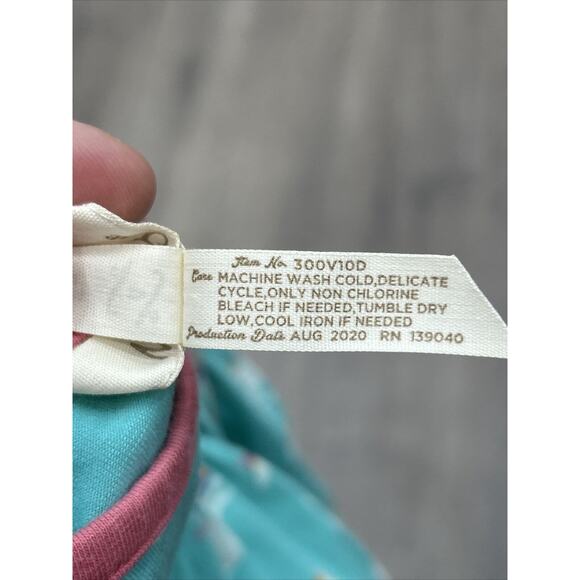 Item No. 300V10D
Care MACHINE WASH COLD,DELICATE
CYCLE,ONLY NON CHLORINE
BLEACH IF NEEDED,TUMBLE DRY
LOW,COOL IRON IF NEEDED
Production Date AUG 2020 RN 139040